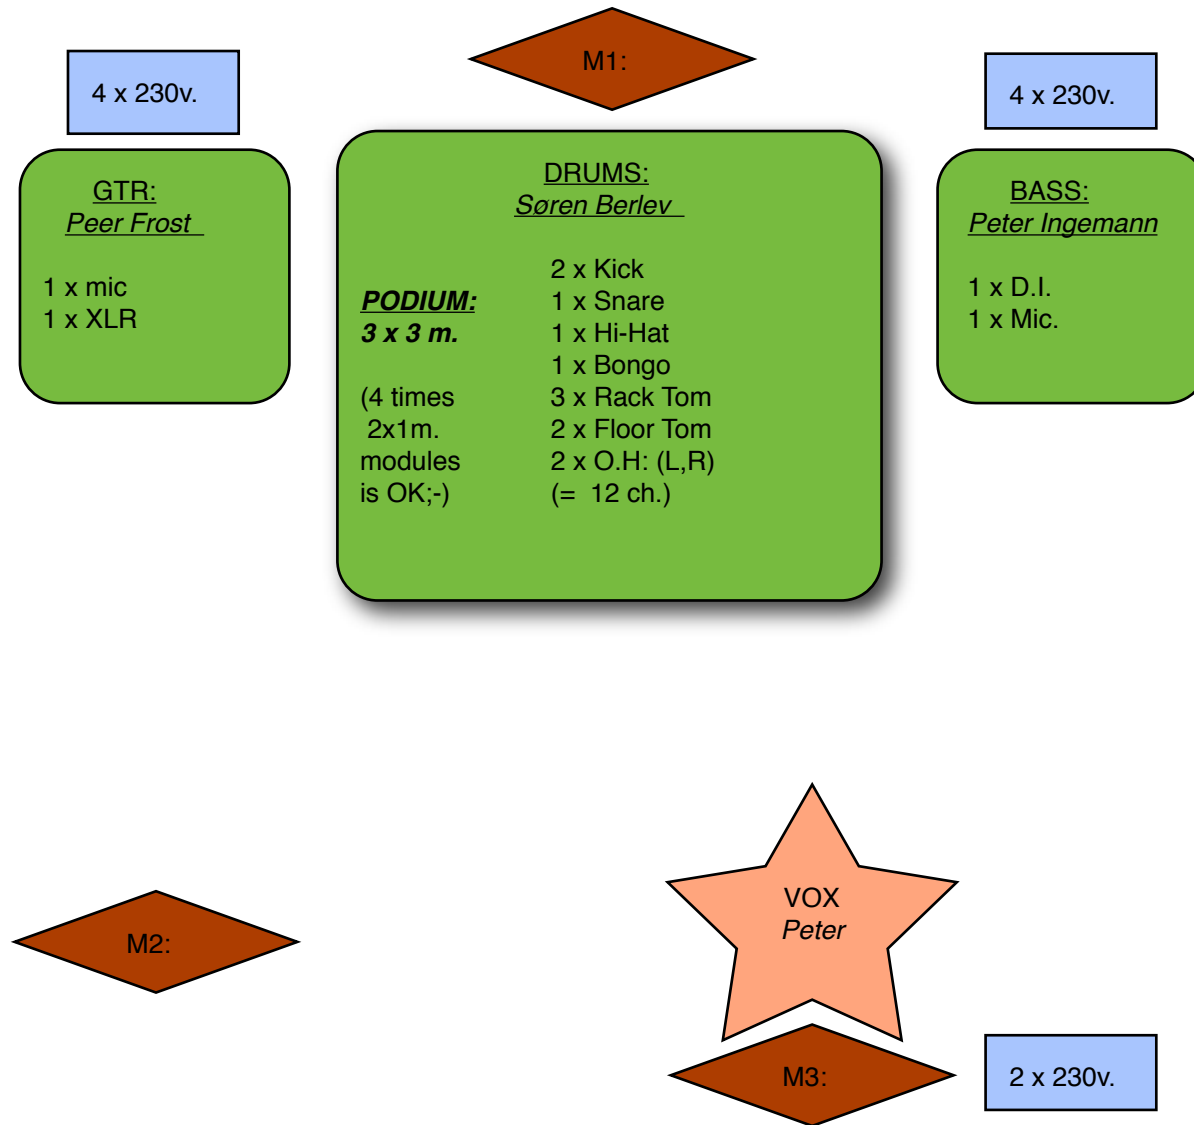 M1:
4 x 230v.
4 x 230v.
GTR:
Peer Frost
1 x mic
1 x XLR
DRUMS:
Søren Berlev
PODIUM:
3 x 3 m.
(4 times
2x1m.
modules
is OK;-)
2 x Kick
1 x Snare
1 x Hi-Hat
1 x Bongo
3 x Rack Tom
2 x Floor Tom
2 x O.H: (L,R)
(=  12 ch.)
BASS:
Peter Ingemann
1 x D.I.
1 x Mic.
VOX
Peter
M2:
M3:
2 x 230v.